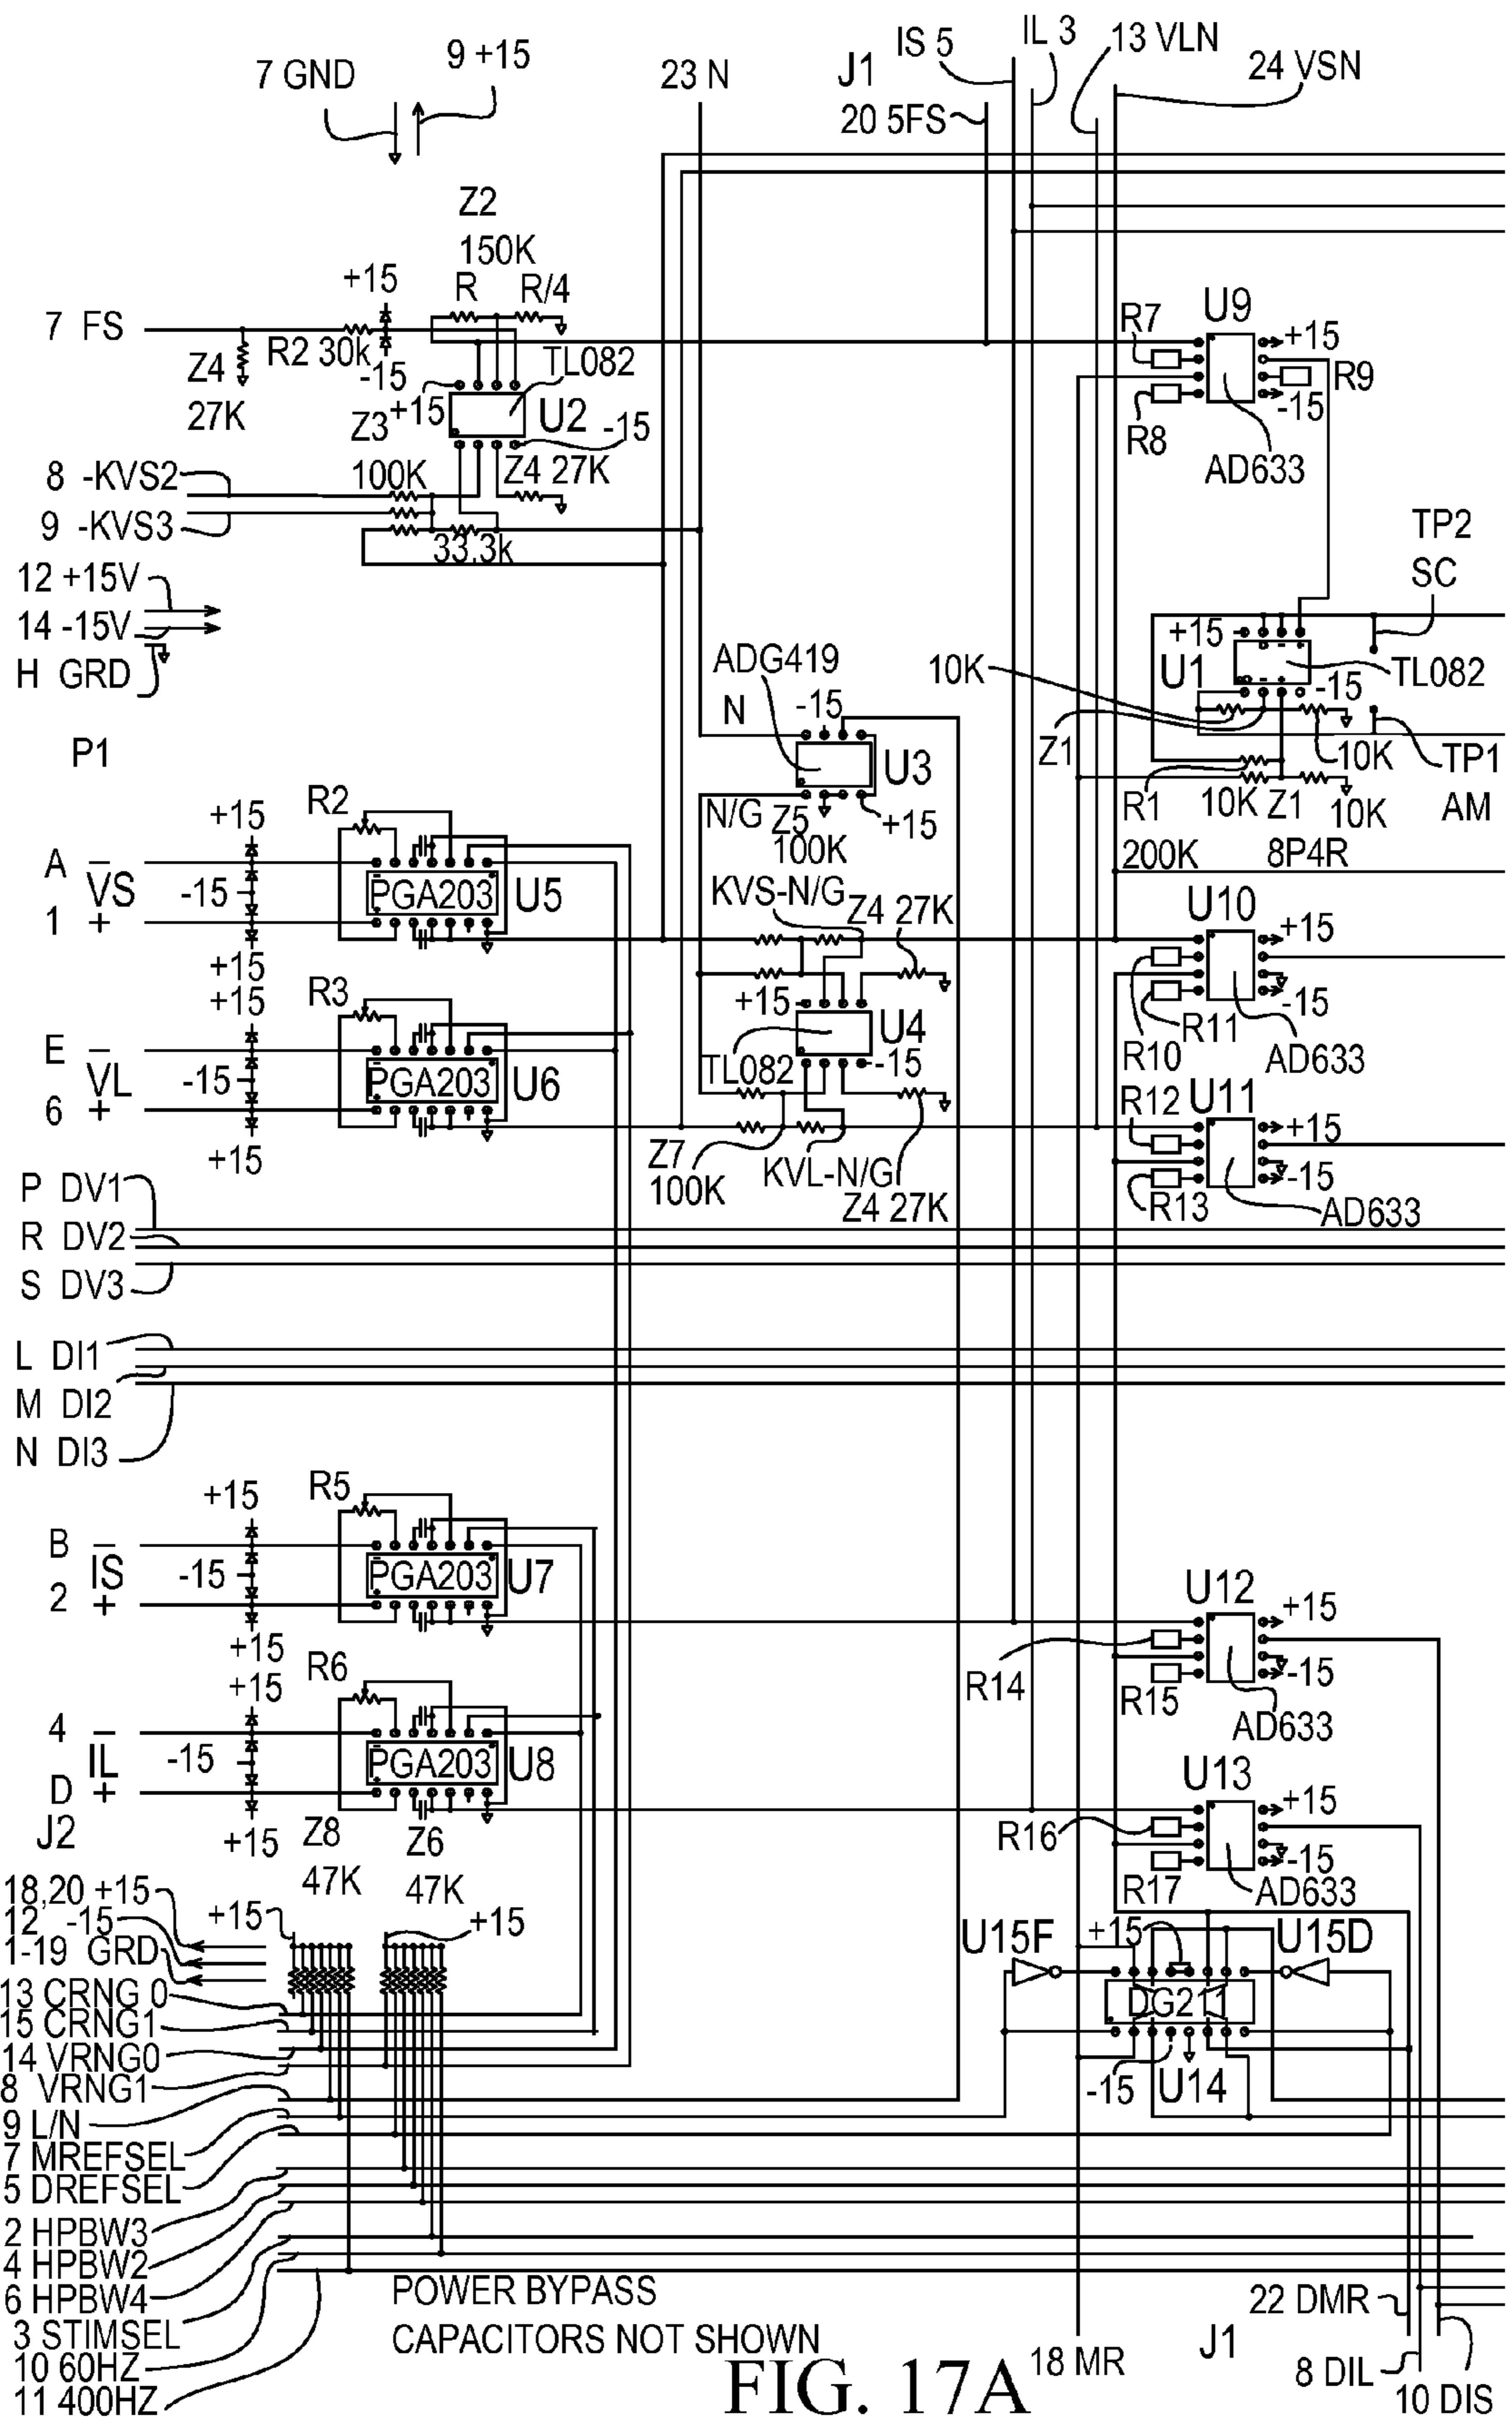 7 GND
9 +15
23 N
J1
20 5FS
IS 5
IL 3
13 VLN
24 VSN
Z2
150K
R R/4
+15
7 FS
R2 30k
-15
Z4
27K
TL082
+15
U2
-15
Z3
100K
Z4 27K
8 -KVS2
9 -KVS3
33.3k
12 +15V
14 -15V
H GRD
P1
R7
U9
+15
R9
-15
R8
AD633
TP2
SC
ADG419
N
-15
U3
N/G
Z5
100K
+15
10K
+15
U1
-15
TL082
Z1
10K
TP1
AM
R1
10K
Z1
10K
200K
8P4R
A −
VS
1 +
+15
-15
+15
R2
PGA203
U5
KVS-N/G
Z4 27K
U10
+15
-15
R10
R11
AD633
E −
VL
6 +
+15
-15
+15
R3
PGA203
U6
+15
U4
TL082
-15
Z7
100K
KVL-N/G
Z4 27K
R12
U11
+15
-15
R13
AD633
P DV1
R DV2
S DV3
L DI1
M DI2
N DI3
B −
IS
2 +
+15
-15
+15
R5
PGA203
U7
R14
U12
+15
-15
R15
AD633
4 −
IL
D +
J2
+15
-15
+15
R6
PGA203
U8
Z8
47K
Z6
47K
R16
U13
+15
-15
R17
AD633
18,20 +15
12 -15
1-19 GRD
+15
+15
13 CRNG 0
15 CRNG1
14 VRNG0
8 VRNG1
9 L/N
7 MREFSEL
5 DREFSEL
2 HPBW3
4 HPBW2
6 HPBW4
3 STIMSEL
10 60HZ
11 400HZ
U15F
+15
U15D
DG211
-15
U14
POWER BYPASS
CAPACITORS NOT SHOWN
18 MR
J1
22 DMR
8 DIL
10 DIS
FIG. 17A